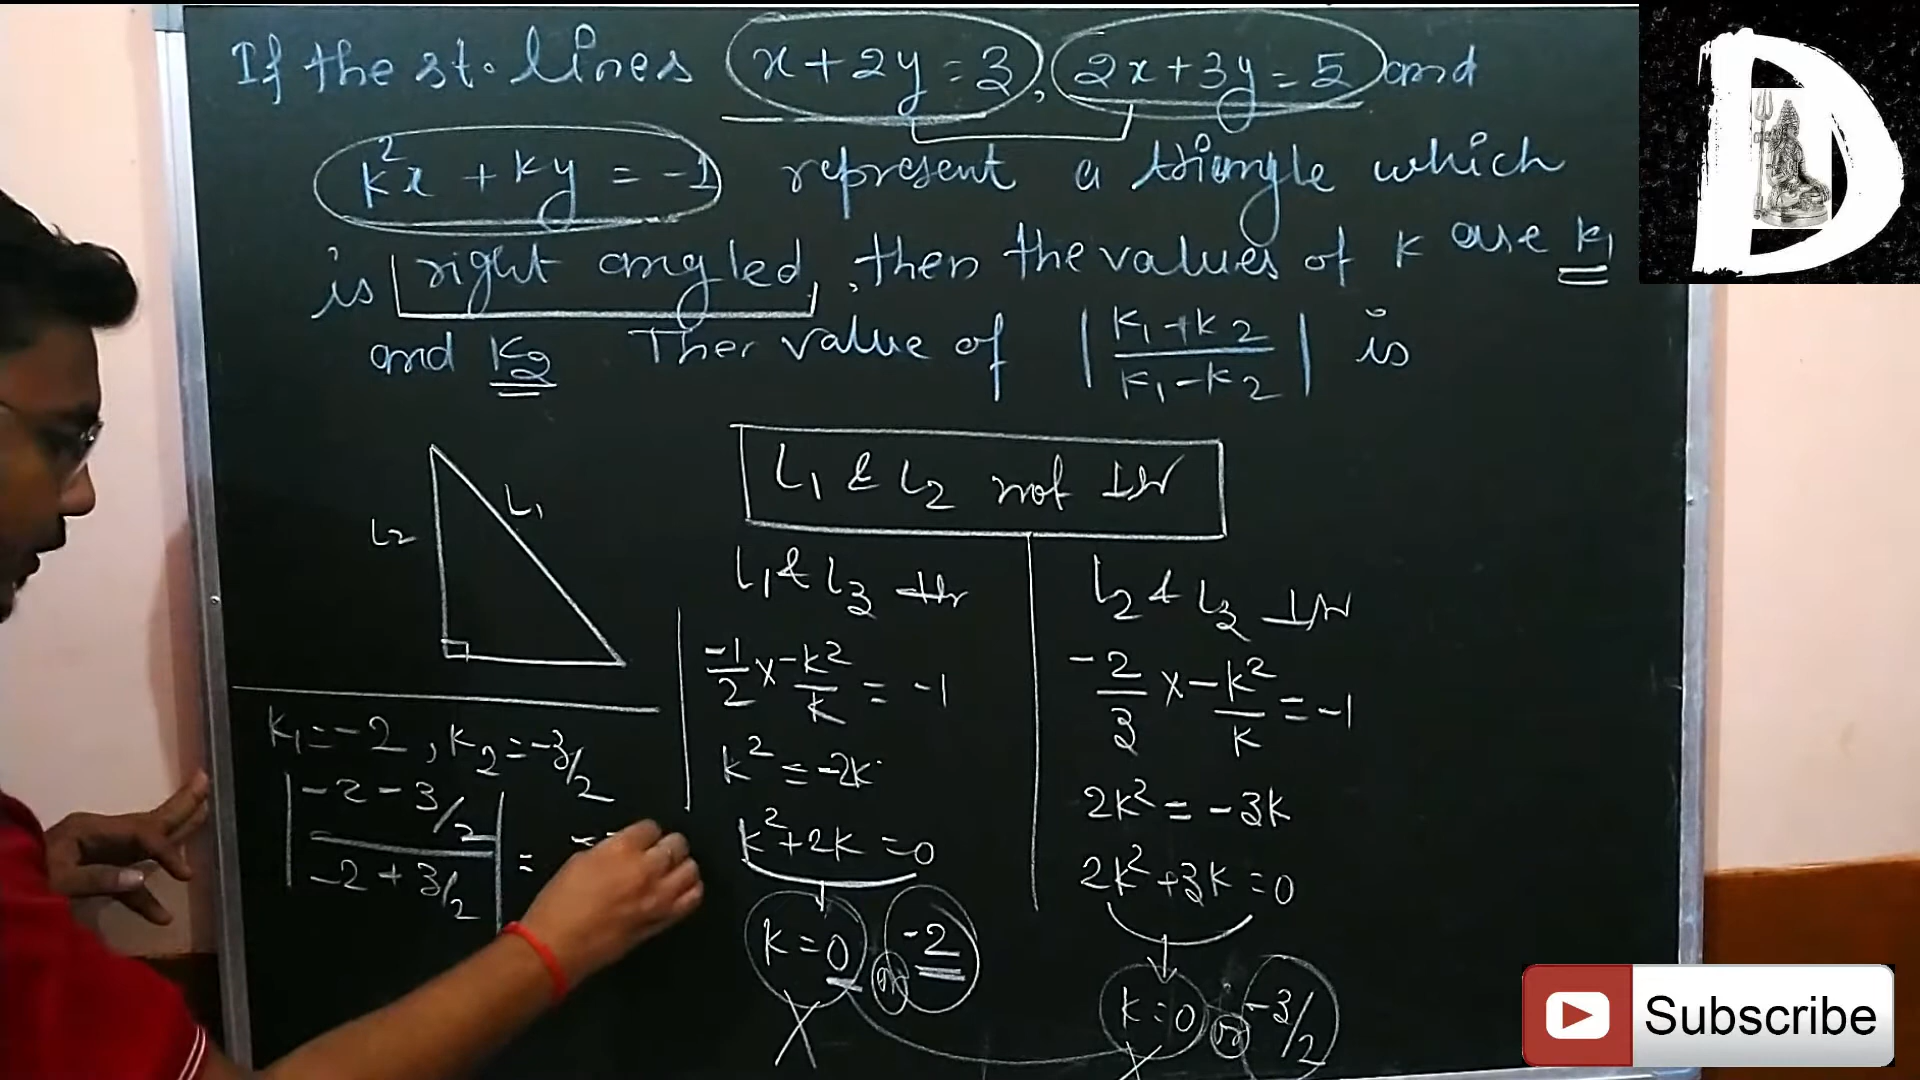 If the st. lines x+2y=3, 2x+3y=5 and
k²x + ky = -1 represent a triangle which
is right angled, then the values of k are k₁
and k₂ Then value of |k₁+k₂ / k₁-k₂| is
L₁ & L₂ not ⊥r
L₁
L₂
L₁ & L₃ ⊥r
-1/2 × -k²/k = -1
k² = -2k
k²+2k=0
k=0 or -2
X
L₂ & L₃ ⊥r
-2/3 × -k²/k = -1
2k² = -3k
2k²+3k=0
k=0 or -3/2
X
k₁=-2, k₂=-3/2
|-2-3/2 / -2+3/2| =
D
Subscribe